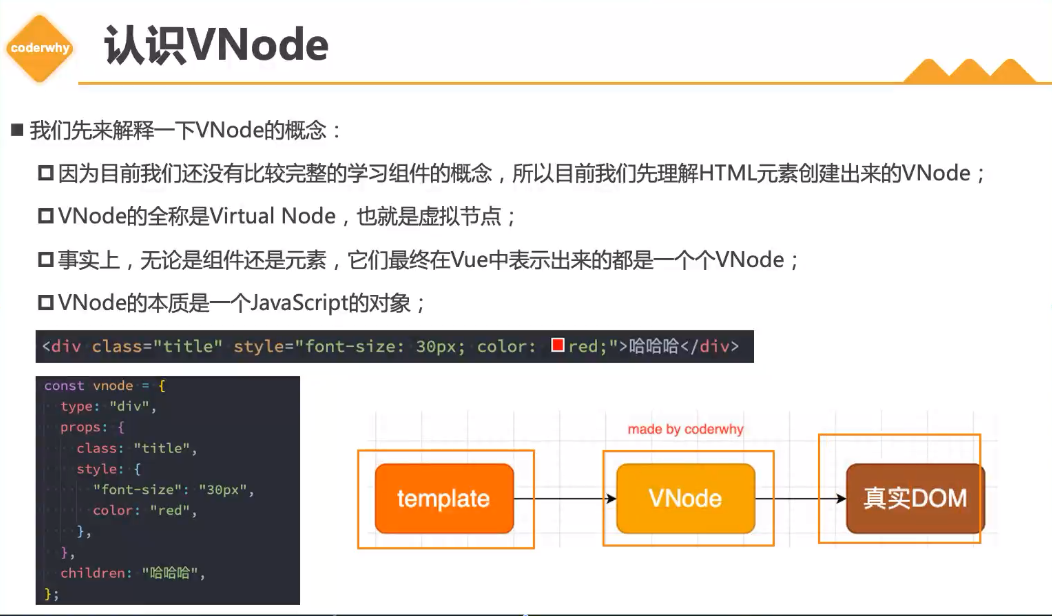 coderwhy
认识VNode
我们先来解释一下VNode的概念：
因为目前我们还没有比较完整的学习组件的概念，所以目前我们先理解HTML元素创建出来的VNode；
VNode的全称是Virtual Node，也就是虚拟节点；
事实上，无论是组件还是元素，它们最终在Vue中表示出来的都是一个个VNode；
VNode的本质是一个JavaScript的对象；
<div class="title" style="font-size: 30px; color: red;">哈哈哈</div>
const vnode = {
type: "div",
props: {
class: "title",
style: {
"font-size": "30px",
color: "red",
},
},
children: "哈哈哈",
};
made by coderwhy
template
VNode
真实DOM